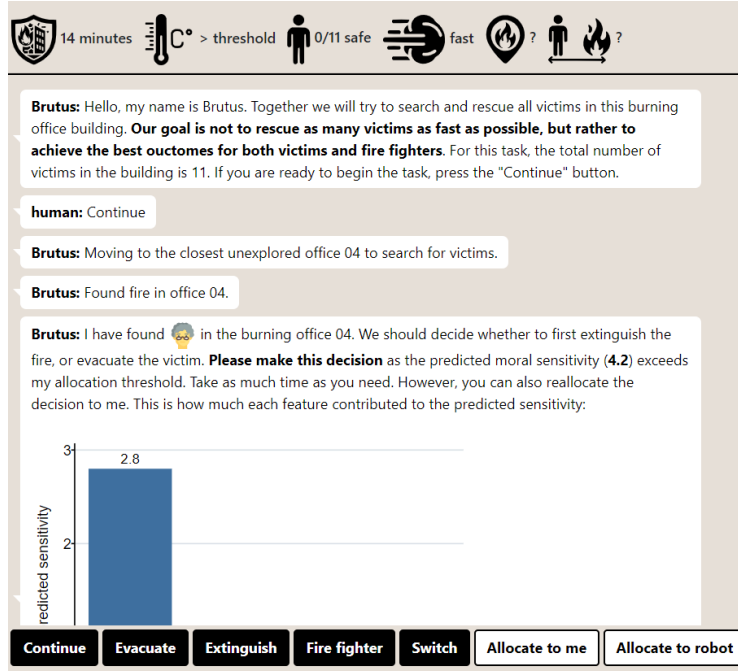 14 minutes C° > threshold 0/11 safe fast ? ?
Brutus: Hello, my name is Brutus. Together we will try to search and rescue all victims in this burning
office building. Our goal is not to rescue as many victims as fast as possible, but rather to
achieve the best ouctomes for both victims and fire fighters. For this task, the total number of
victims in the building is 11. If you are ready to begin the task, press the "Continue" button.
human: Continue
Brutus: Moving to the closest unexplored office 04 to search for victims.
Brutus: Found fire in office 04.
Brutus: I have found in the burning office 04. We should decide whether to first extinguish the
fire, or evacuate the victim. Please make this decision as the predicted moral sensitivity (4.2) exceeds
my allocation threshold. Take as much time as you need. However, you can also reallocate the
decision to me. This is how much each feature contributed to the predicted sensitivity:
3
2.8
2
redicted sensitivity
Continue Evacuate Extinguish Fire fighter Switch Allocate to me Allocate to robot